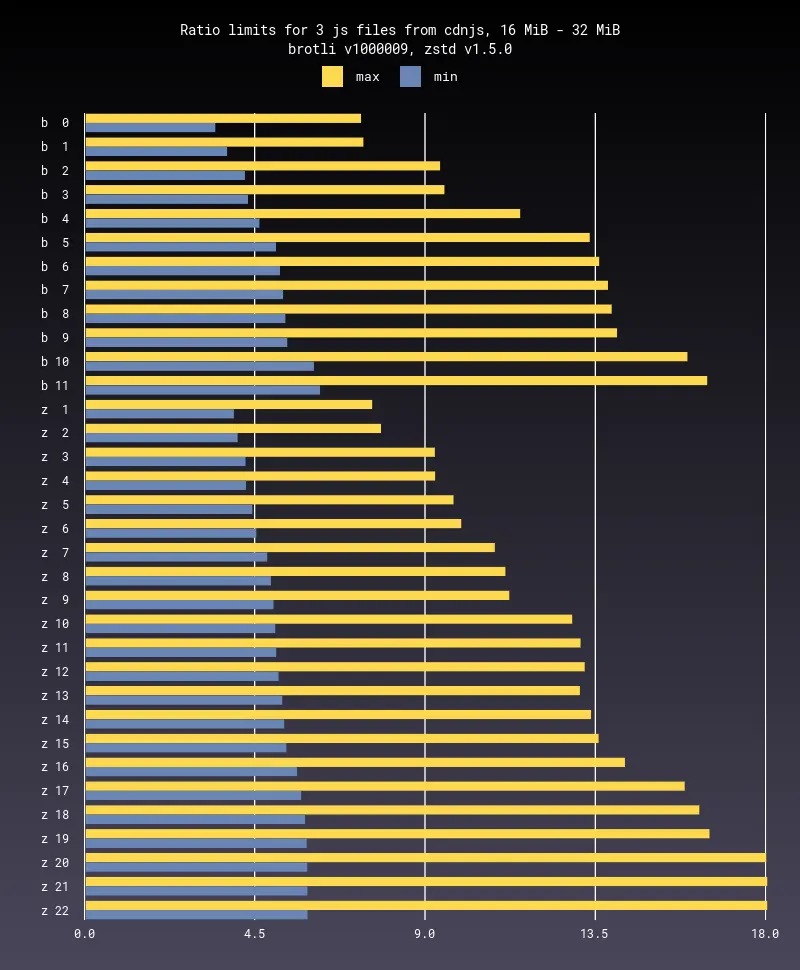 Ratio limits for 3 js files from cdnjs, 16 MiB - 32 MiB
brotli v1000009, zstd v1.5.0
max min
b 0
b 1
b 2
b 3
b 4
b 5
b 6
b 7
b 8
b 9
b 10
b 11
z 1
z 2
z 3
z 4
z 5
z 6
z 7
z 8
z 9
z 10
z 11
z 12
z 13
z 14
z 15
z 16
z 17
z 18
z 19
z 20
z 21
z 22
0.0 4.5 9.0 13.5 18.0